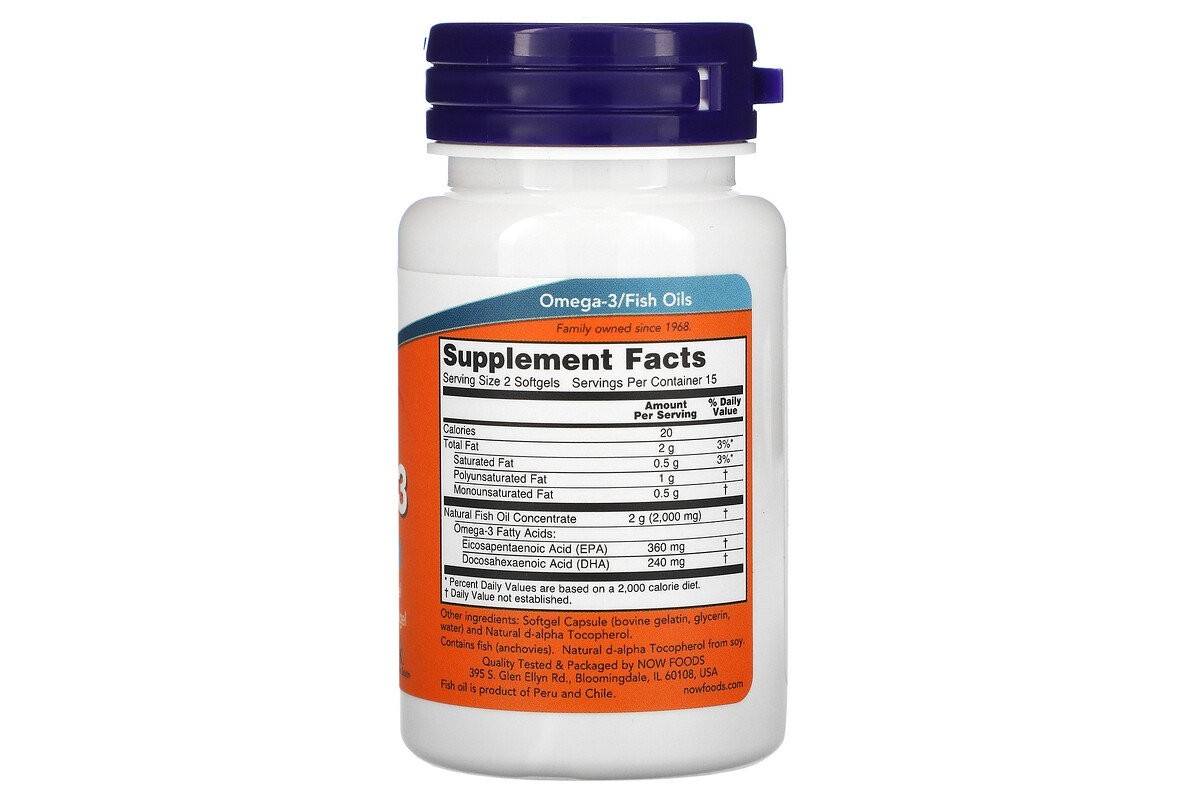 Omega-3/Fish Oils
Family owned since 1968.
Supplement Facts
Serving Size 2 Softgels Servings Per Container 15
Amount Per Serving % Daily Value
Calories 20
Total Fat 2 g 3%*
Saturated Fat 0.5 g 3%*
Polyunsaturated Fat 1 g †
Monounsaturated Fat 0.5 g †
Natural Fish Oil Concentrate 2 g (2,000 mg) †
Omega-3 Fatty Acids:
Eicosapentaenoic Acid (EPA) 360 mg †
Docosahexaenoic Acid (DHA) 240 mg †
* Percent Daily Values are based on a 2,000 calorie diet.
† Daily Value not established.
Other ingredients: Softgel Capsule (bovine gelatin, glycerin,
water) and Natural d-alpha Tocopherol.
Contains fish (anchovies). Natural d-alpha Tocopherol from soy.
Quality Tested & Packaged by NOW FOODS
395 S. Glen Ellyn Rd., Bloomingdale, IL 60108, USA
Fish oil is product of Peru and Chile. nowfoods.com
3